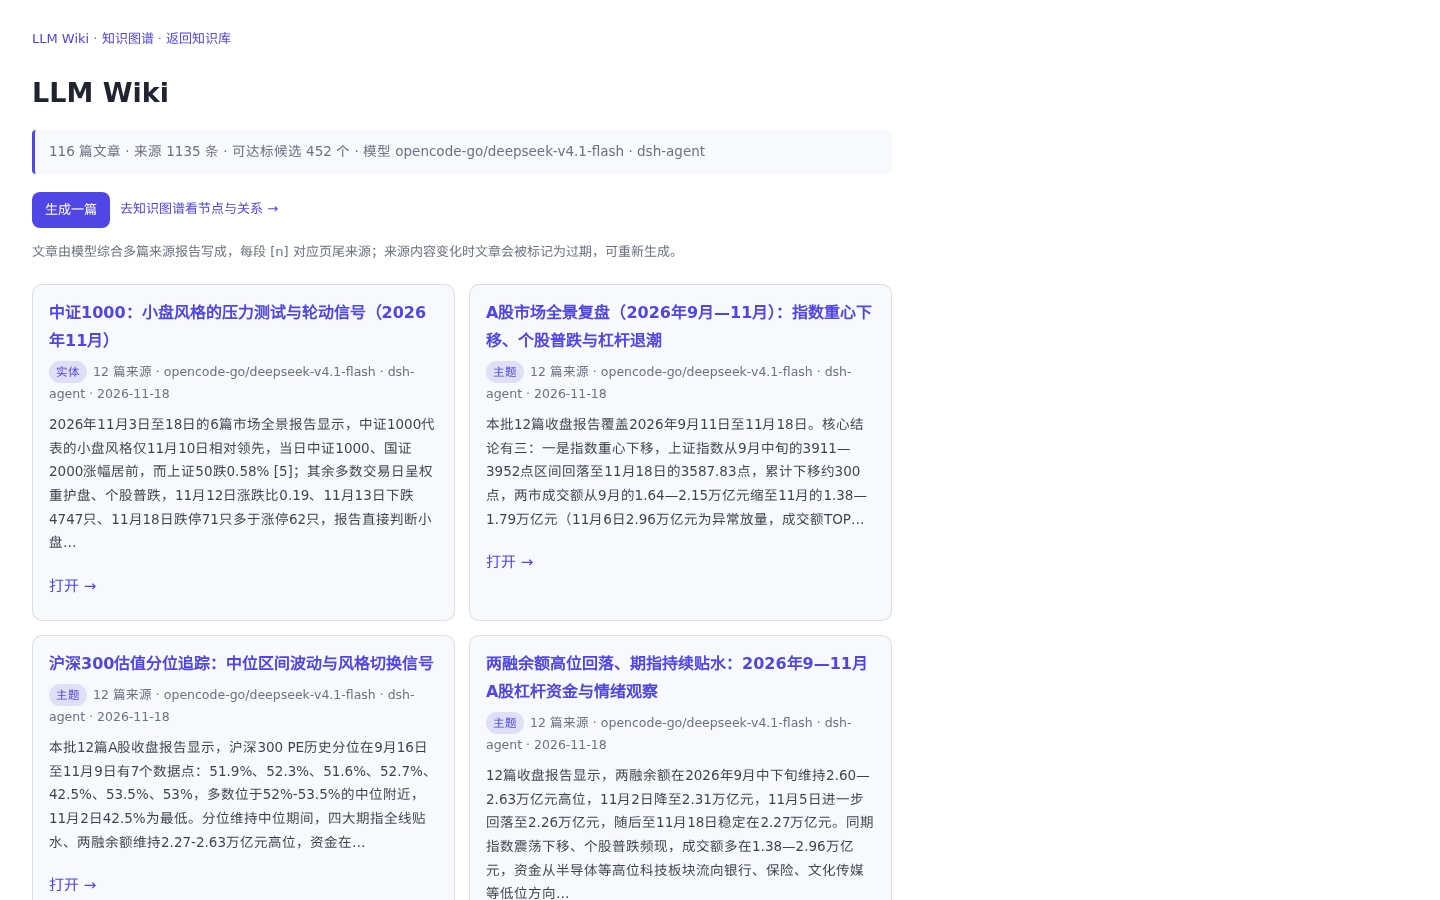 LLM Wiki · 知识图谱 · 返回知识库
LLM Wiki
116 篇文章 · 来源 1135 条 · 可达标候选 452 个 · 模型 opencode-go/deepseek-v4.1-flash · dsh-agent
生成一篇 去知识图谱看节点与关系 →
文章由模型综合多篇来源报告写成，每段 [n] 对应页尾来源；来源内容变化时文章会被标记为过期，可重新生成。
中证1000：小盘风格的压力测试与轮动信号（2026
年11月）
实体 12 篇来源 · opencode-go/deepseek-v4.1-flash · dsh-
agent · 2026-11-18
2026年11月3日至18日的6篇市场全景报告显示，中证1000代
表的小盘风格仅11月10日相对领先，当日中证1000、国证
2000涨幅居前，而上证50跌0.58% [5]；其余多数交易日呈权
重护盘、个股普跌，11月12日涨跌比0.19、11月13日下跌
4747只、11月18日跌停71只多于涨停62只，报告直接判断小
盘…
打开 →
A股市场全景复盘（2026年9月—11月）：指数重心下
移、个股普跌与杠杆退潮
主题 12 篇来源 · opencode-go/deepseek-v4.1-flash · dsh-
agent · 2026-11-18
本批12篇收盘报告覆盖2026年9月11日至11月18日。核心结
论有三：一是指数重心下移，上证指数从9月中旬的3911—
3952点区间回落至11月18日的3587.83点，累计下移约300
点，两市成交额从9月的1.64—2.15万亿元缩至11月的1.38—
1.79万亿元（11月6日2.96万亿元为异常放量，成交额TOP…
打开 →
沪深300估值分位追踪：中位区间波动与风格切换信号
主题 12 篇来源 · opencode-go/deepseek-v4.1-flash · dsh-
agent · 2026-11-18
本批12篇A股收盘报告显示，沪深300 PE历史分位在9月16日
至11月9日有7个数据点：51.9%、52.3%、51.6%、52.7%、
42.5%、53.5%、53%，多数位于52%-53.5%的中位附近，
11月2日42.5%为最低。分位维持中位期间，四大期指全线贴
水、两融余额维持2.27-2.63万亿元高位，资金在…
打开 →
两融余额高位回落、期指持续贴水：2026年9—11月
A股杠杆资金与情绪观察
主题 12 篇来源 · opencode-go/deepseek-v4.1-flash · dsh-
agent · 2026-11-18
12篇收盘报告显示，两融余额在2026年9月中下旬维持2.60—
2.63万亿元高位，11月2日降至2.31万亿元，11月5日进一步
回落至2.26万亿元，随后至11月18日稳定在2.27万亿元。同期
指数震荡下移、个股普跌频现，成交额多在1.38—2.96万亿
元，资金从半导体等高位科技板块流向银行、保险、文化传媒
等低位方向…